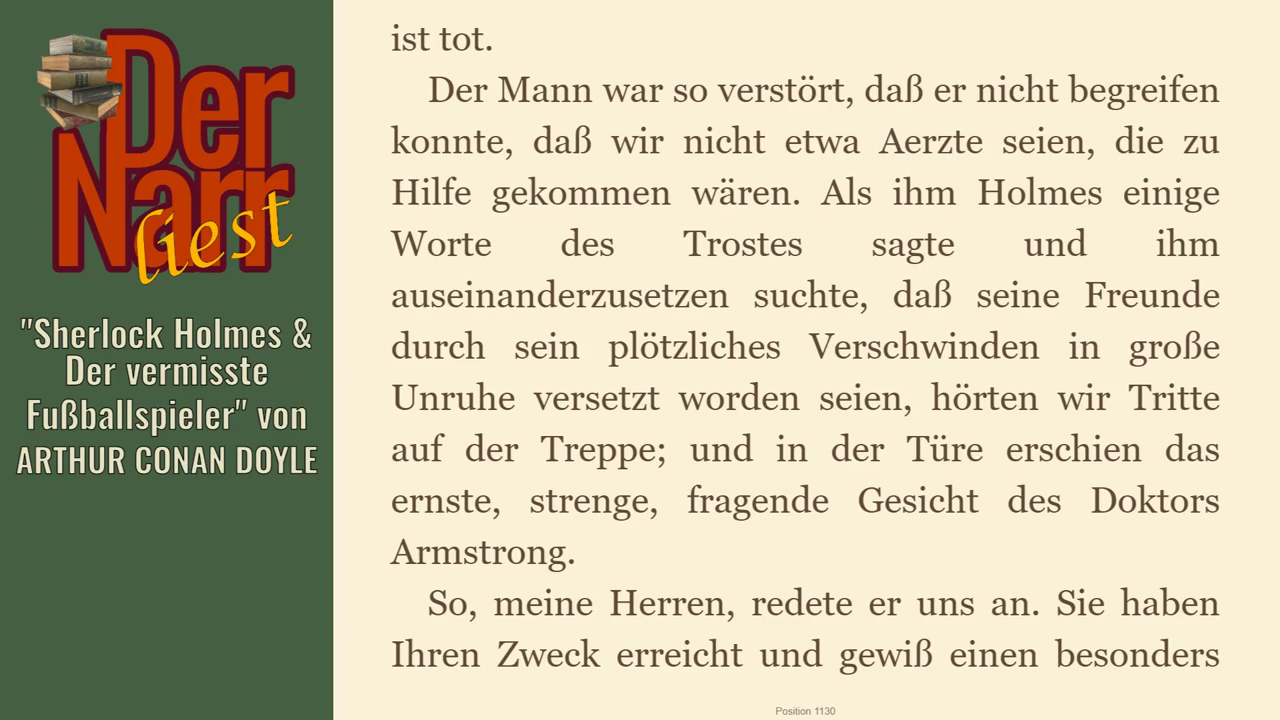 Der
Narr
liest
"Sherlock Holmes &
Der vermisste
Fußballspieler" von
ARTHUR CONAN DOYLE
ist tot.
Der Mann war so verstört, daß er nicht begreifen
konnte, daß wir nicht etwa Aerzte seien, die zu
Hilfe gekommen wären. Als ihm Holmes einige
Worte des Trostes sagte und ihm
auseinanderzusetzen suchte, daß seine Freunde
durch sein plötzliches Verschwinden in große
Unruhe versetzt worden seien, hörten wir Tritte
auf der Treppe; und in der Türe erschien das
ernste, strenge, fragende Gesicht des Doktors
Armstrong.
So, meine Herren, redete er uns an. Sie haben
Ihren Zweck erreicht und gewiß einen besonders
Position 1130